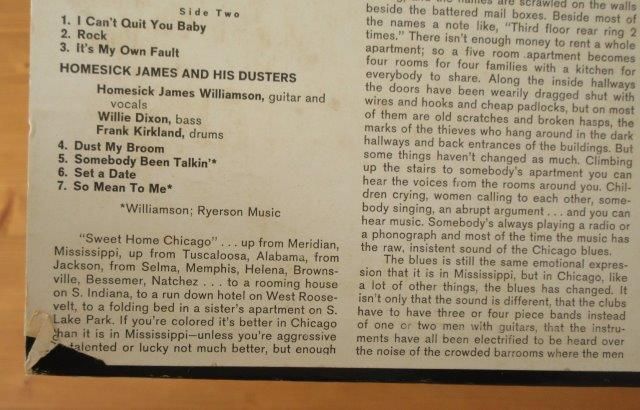 Side Two
1. I Can't Quit You Baby
2. Rock
3. It's My Own Fault
HOMESICK JAMES AND HIS DUSTERS
Homesick James Williamson, guitar and
vocals
Willie Dixon, bass
Frank Kirkland, drums
4. Dust My Broom
5. Somebody Been Talkin'*
6. Set a Date
7. So Mean To Me*
*Williamson; Ryerson Music
"Sweet Home Chicago" . . . up from Meridian,
Mississippi, up from Tuscaloosa, Alabama, from
Jackson, from Selma, Memphis, Helena, Browns-
ville, Bessemer, Natchez . . . to a rooming house
on S. Indiana, to a run down hotel on West Roose-
velt, to a folding bed in a sister's apartment on S.
Lake Park. If you're colored it's better in Chicago
than it is in Mississippi—unless you're aggressive
talented or lucky not much better, but enough
and the names are scrawled on the walls
beside the battered mail boxes. Beside most of
the names a note like, "Third floor rear ring 2
times." There isn't enough money to rent a whole
apartment; so a five room apartment becomes
four rooms for four families with a kitchen for
everybody to share. Along the inside hallways
the doors have been wearily dragged shut with
wires and hooks and cheap padlocks, but on most
of them are old scratches and broken hasps, the
marks of the thieves who hang around in the dark
hallways and back entrances of the buildings. But
some things haven't changed as much. Climbing
up the stairs to somebody's apartment you can
hear the voices from the rooms around you. Chil-
dren crying, women calling to each other, some-
body singing, an abrupt argument . . . and you can
hear music. Somebody's always playing a radio or
a phonograph and most of the time the music has
the raw, insistent sound of the Chicago blues.
The blues is still the same emotional expres-
sion that it is in Mississippi, but in Chicago, like
a lot of other things, the blues has changed. It
isn't only that the sound is different, that the clubs
have to have three or four piece bands instead
of one or two men with guitars, that the instru-
ments have all been electrified to be heard over
the noise of the crowded barrooms where the men